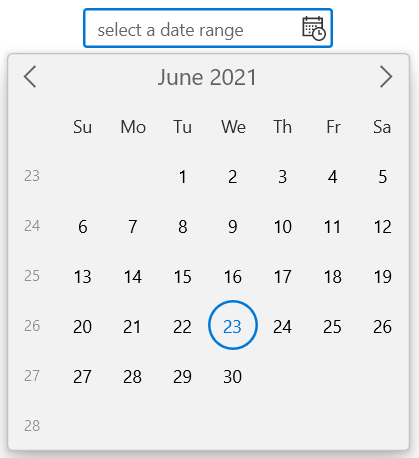 select a date range
June 2021
Su Mo Tu We Th Fr Sa
23 1 2 3 4 5
24 6 7 8 9 10 11 12
25 13 14 15 16 17 18 19
26 20 21 22 23 24 25 26
27 27 28 29 30
28